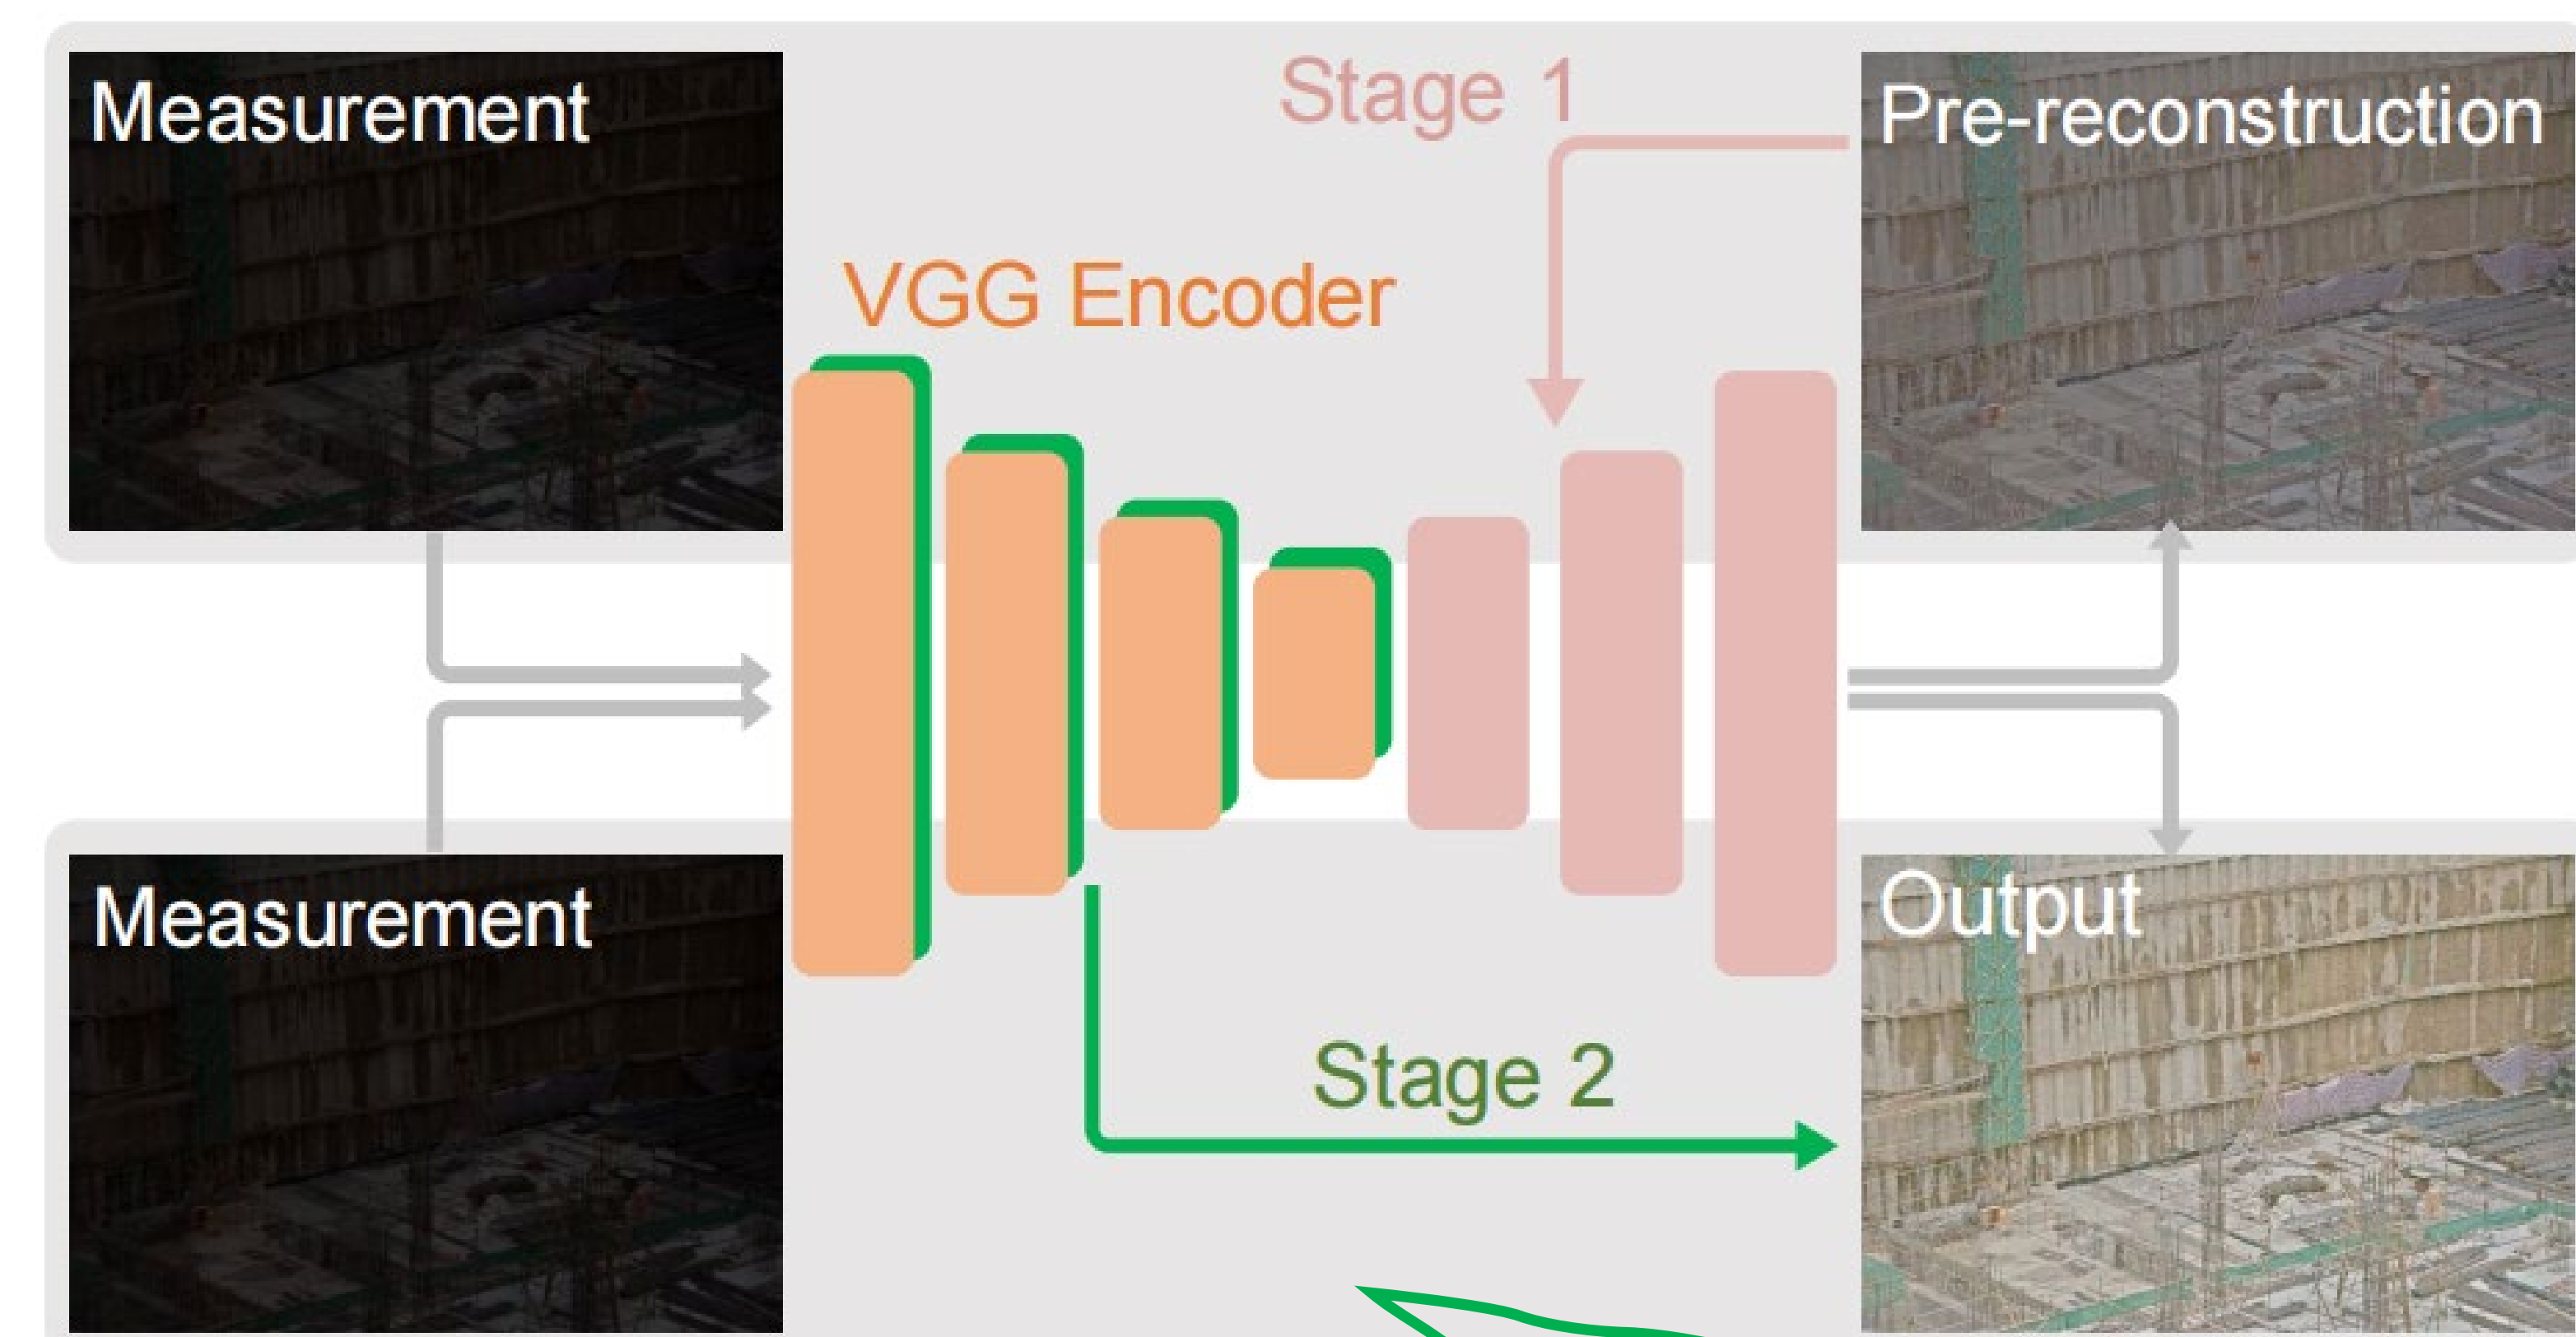 Measurement
Stage 1
Pre-reconstruction
VGG Encoder
Measurement
Output
Stage 2